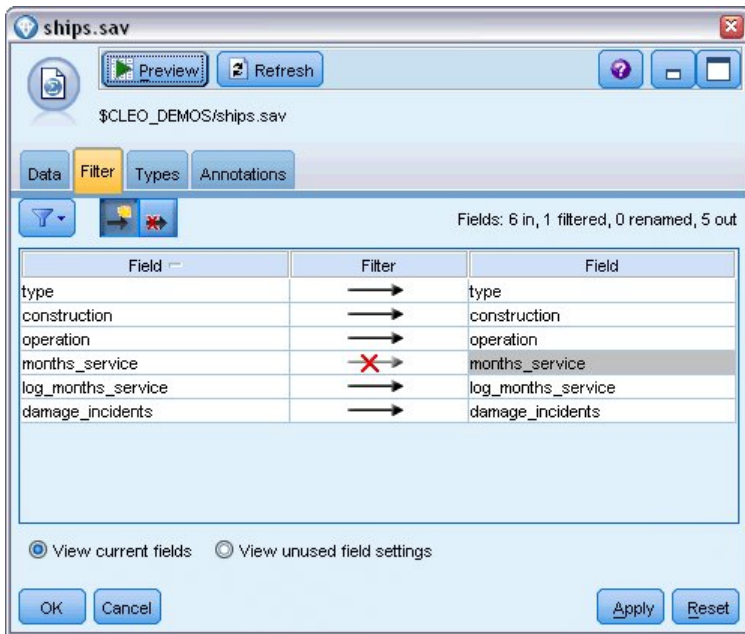 ships.sav
Preview Refresh
$CLEO_DEMOS/ships.sav
Data Filter Types Annotations
Fields: 6 in, 1 filtered, 0 renamed, 5 out
Field Filter Field
type type
construction construction
operation operation
months_service months_service
log_months_service log_months_service
damage_incidents damage_incidents
View current fields View unused field settings
OK Cancel Apply Reset